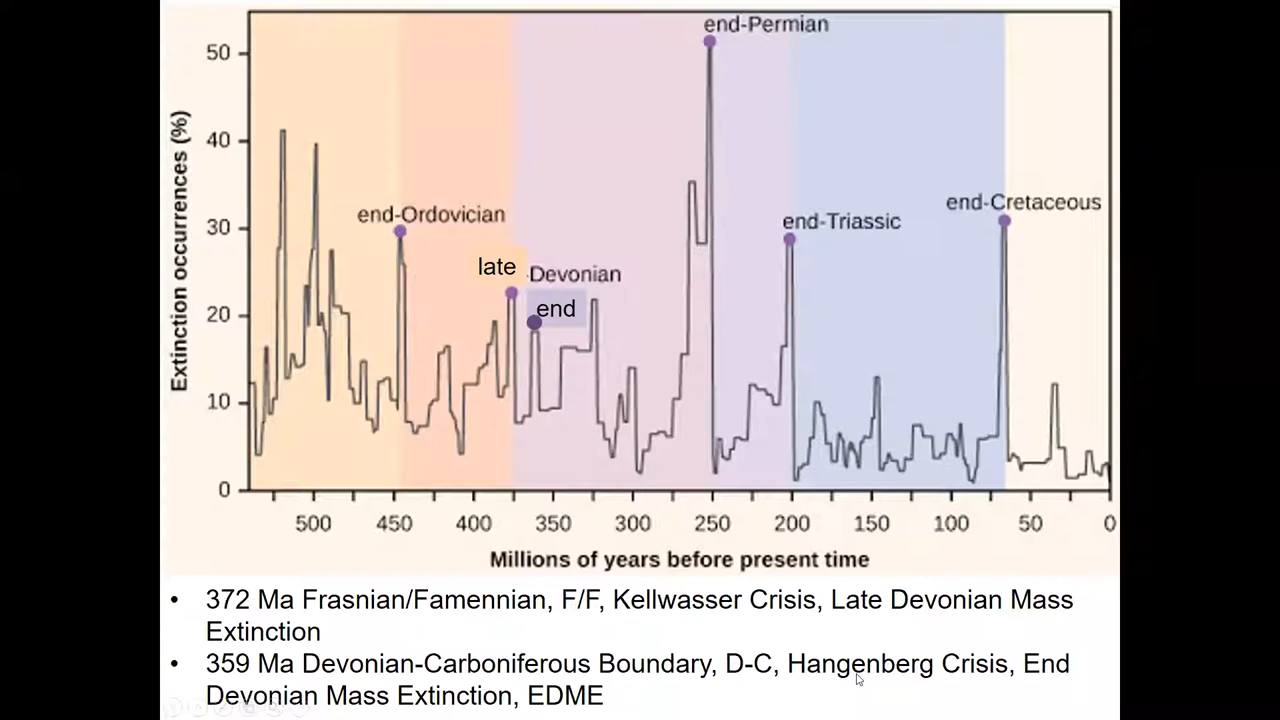 end-Permian
50
40
end-Cretaceous
end-Ordovician
end-Triassic
30
late -Devonian
end
20
10
0
Extinction occurrences (%)
500 450 400 350 300 250 200 150 100 50 0
Millions of years before present time
• 372 Ma Frasnian/Famennian, F/F, Kellwasser Crisis, Late Devonian Mass
Extinction
• 359 Ma Devonian-Carboniferous Boundary, D-C, Hangenberg Crisis, End
Devonian Mass Extinction, EDME